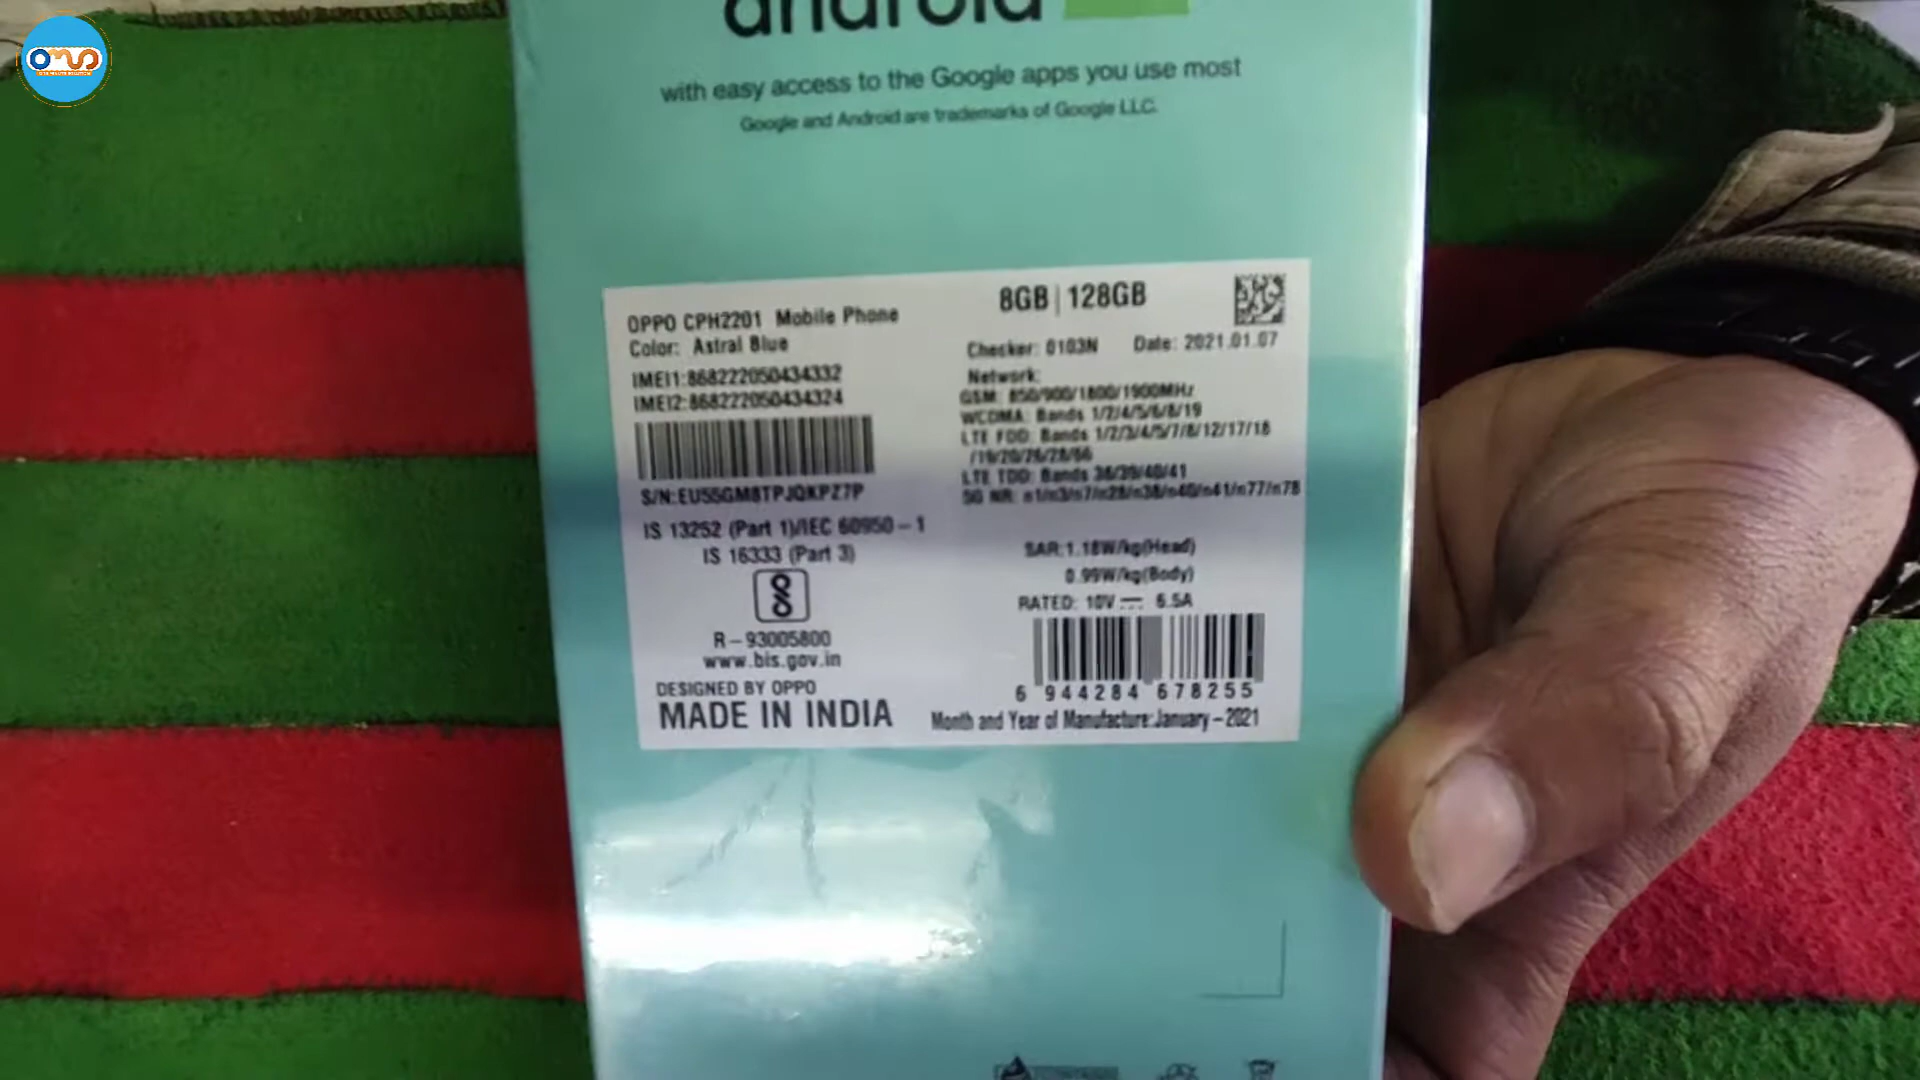 OMS
android
with easy access to the Google apps you use most
Google and Android are trademarks of Google LLC.
OPPO CPH2201 Mobile Phone
Color: Astral Blue
IMEI1:868222050434332
IMEI2:868222050434324
S/N:EU55GM8TPJQKPZ7P
IS 13252 (Part 1)/IEC 60950-1
IS 16333 (Part 3)
R-93005800
www.bis.gov.in
DESIGNED BY OPPO
MADE IN INDIA
8GB | 128GB
Checker: 0103N Date: 2021.01.07
Network:
GSM: 850/900/1800/1900MHz
WCDMA: Bands 1/2/4/5/6/8/19
LTE FDD: Bands 1/2/3/4/5/7/8/12/17/18
/19/20/26/28/66
LTE TDD: Bands 38/39/40/41
5G NR: n1/n3/n7/n28/n38/n40/n41/n77/n78
SAR:1.18W/kg(Head)
0.99W/kg(Body)
RATED: 10V 6.5A
6 944284 678255
Month and Year of Manufacture:January-2021